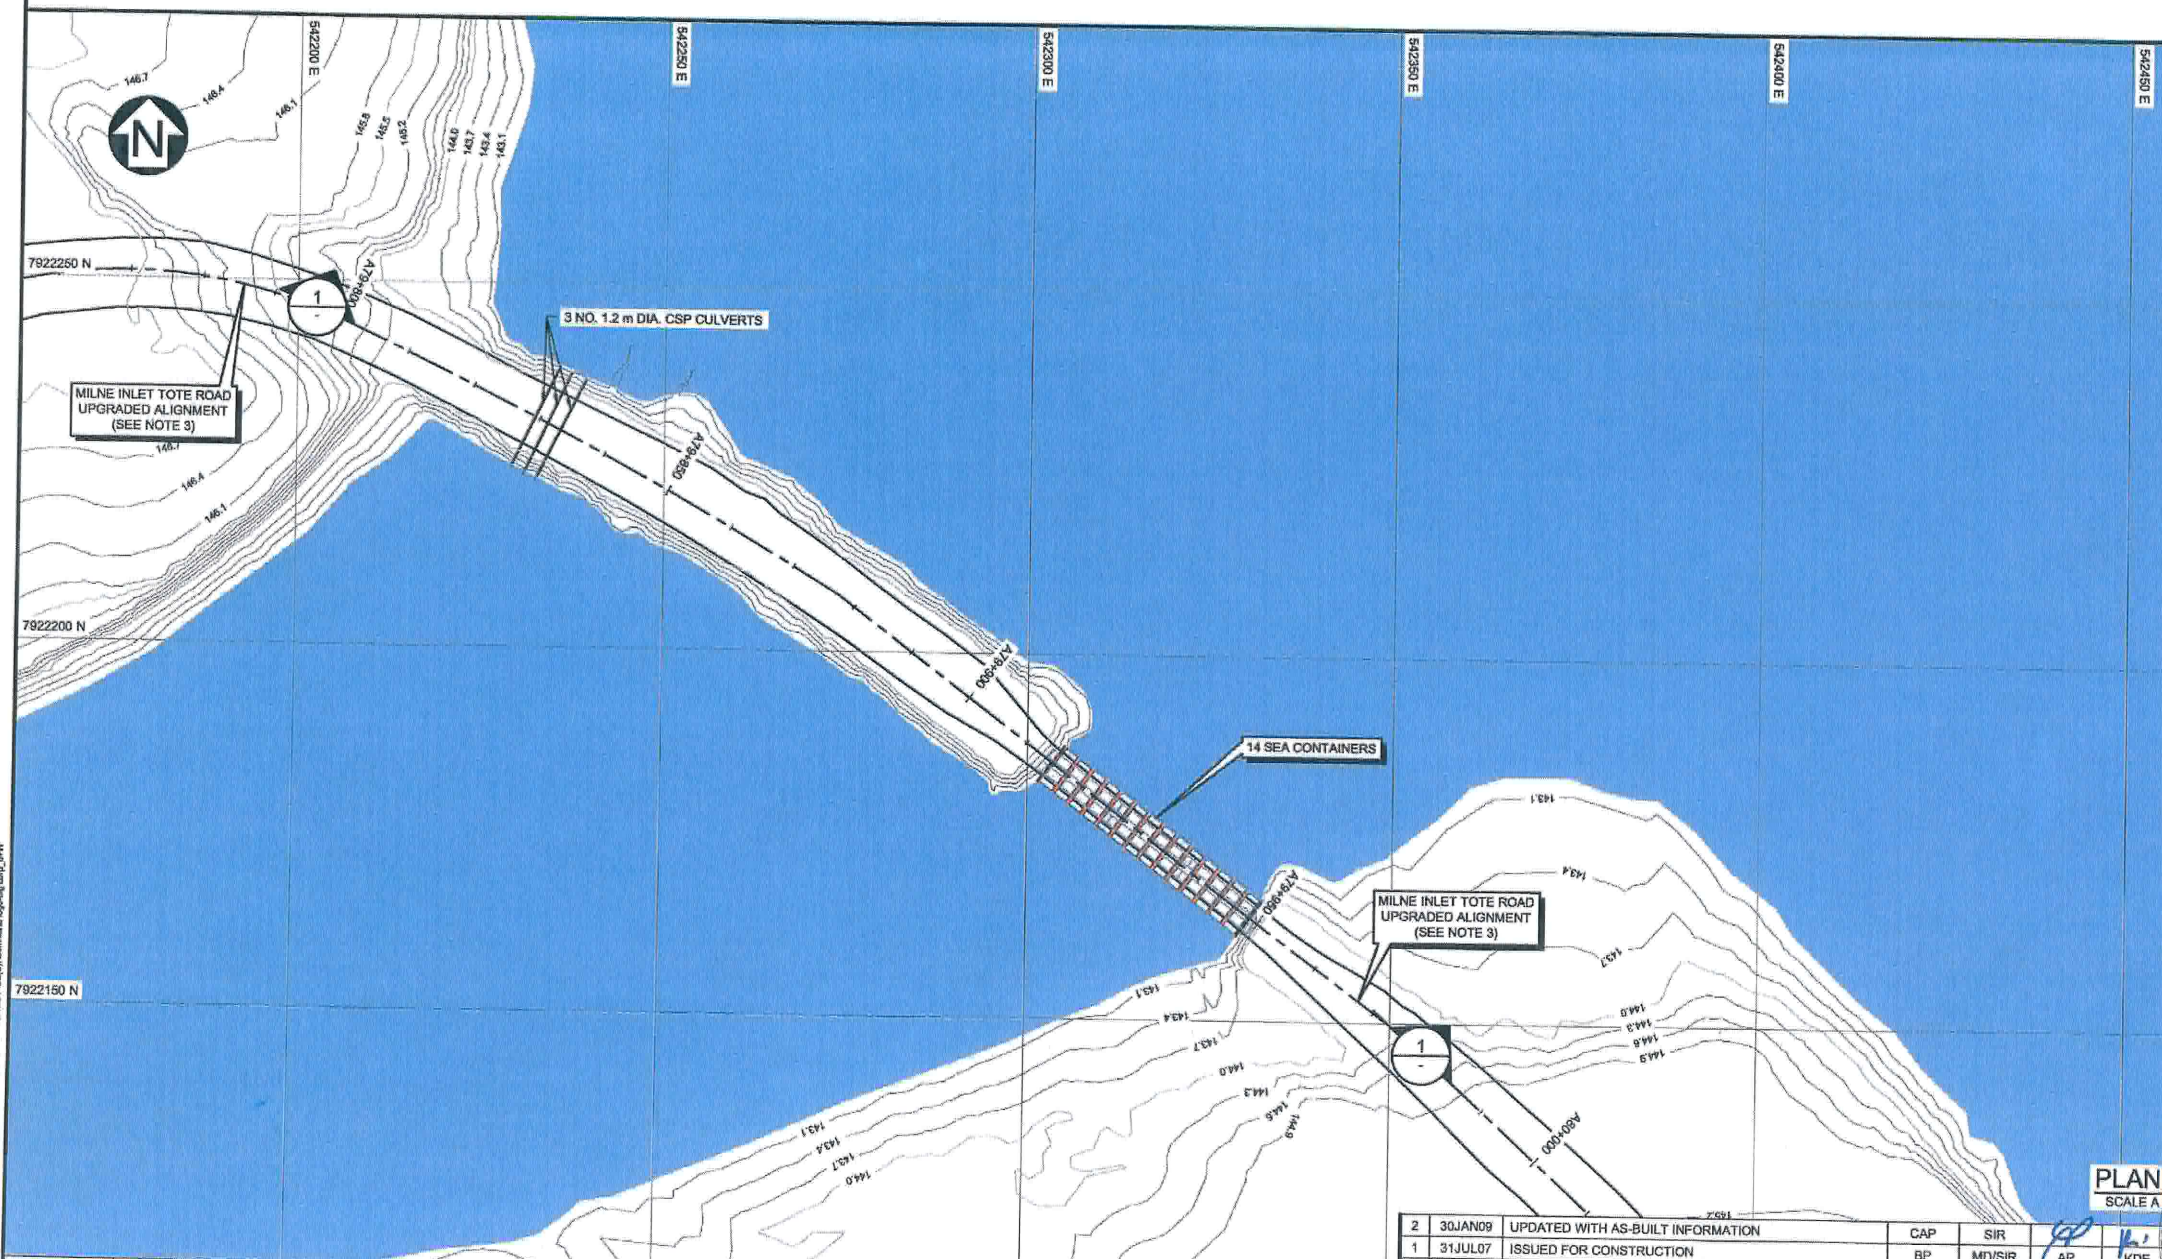 542200 E
542250 E
542300 E
542350 E
542400 E
542450 E
146.7
146.4
146.1
145.8
145.5
145.2
144.0
143.7
143.4
143.1
N
7922250 N
1
-
A79+800
3 NO. 1.2 m DIA. CSP CULVERTS
MILNE INLET TOTE ROAD
UPGRADED ALIGNMENT
(SEE NOTE 3)
146.7
146.4
146.1
A79+850
7922200 N
A79+900
14 SEA CONTAINERS
143.1
143.4
A79+950
MILNE INLET TOTE ROAD
UPGRADED ALIGNMENT
(SEE NOTE 3)
143.7
7922150 N
143.1
143.4
143.7
144.0
144.3
144.6
144.9
144.0
144.3
144.6
144.9
1
-
143.1
143.4
143.7
144.0
A80+000
145.2
PLAN
SCALE A
2 30JAN09 UPDATED WITH AS-BUILT INFORMATION CAP SIR
1 31JUL07 ISSUED FOR CONSTRUCTION BP MD/SIR AR KDE